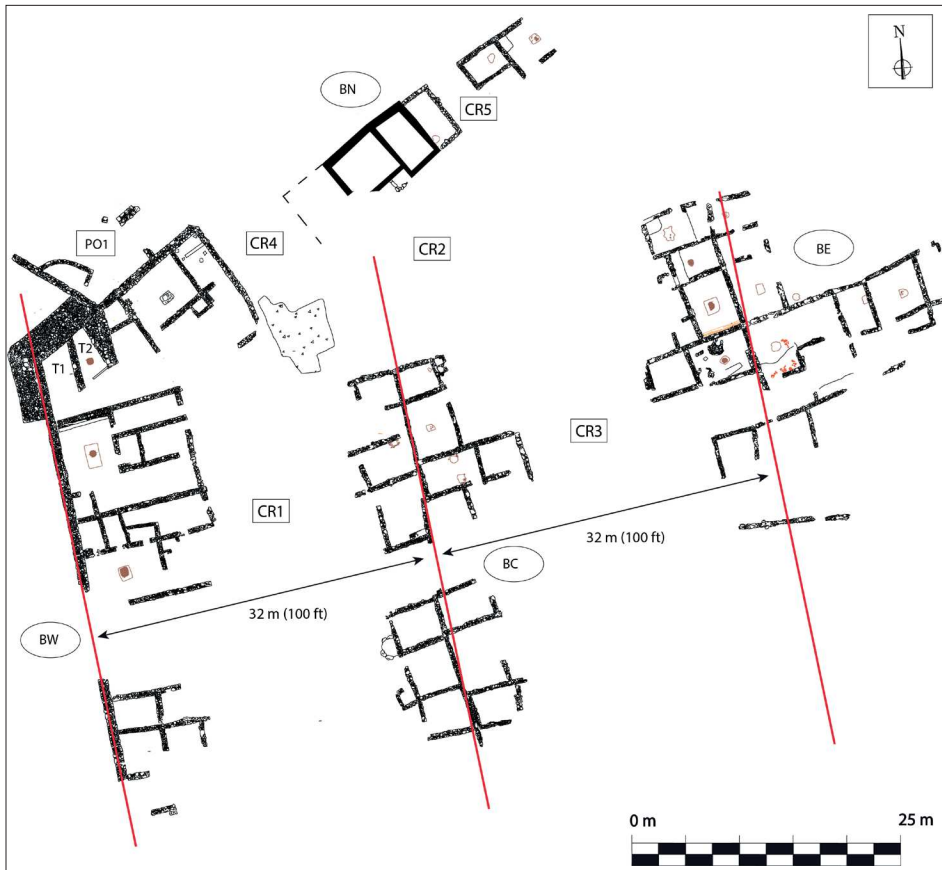 N
BN
CR5
PO1
CR4
CR2
BE
T2
T1
CR3
CR1
32 m (100 ft)
BC
32 m (100 ft)
BW
0 m
25 m